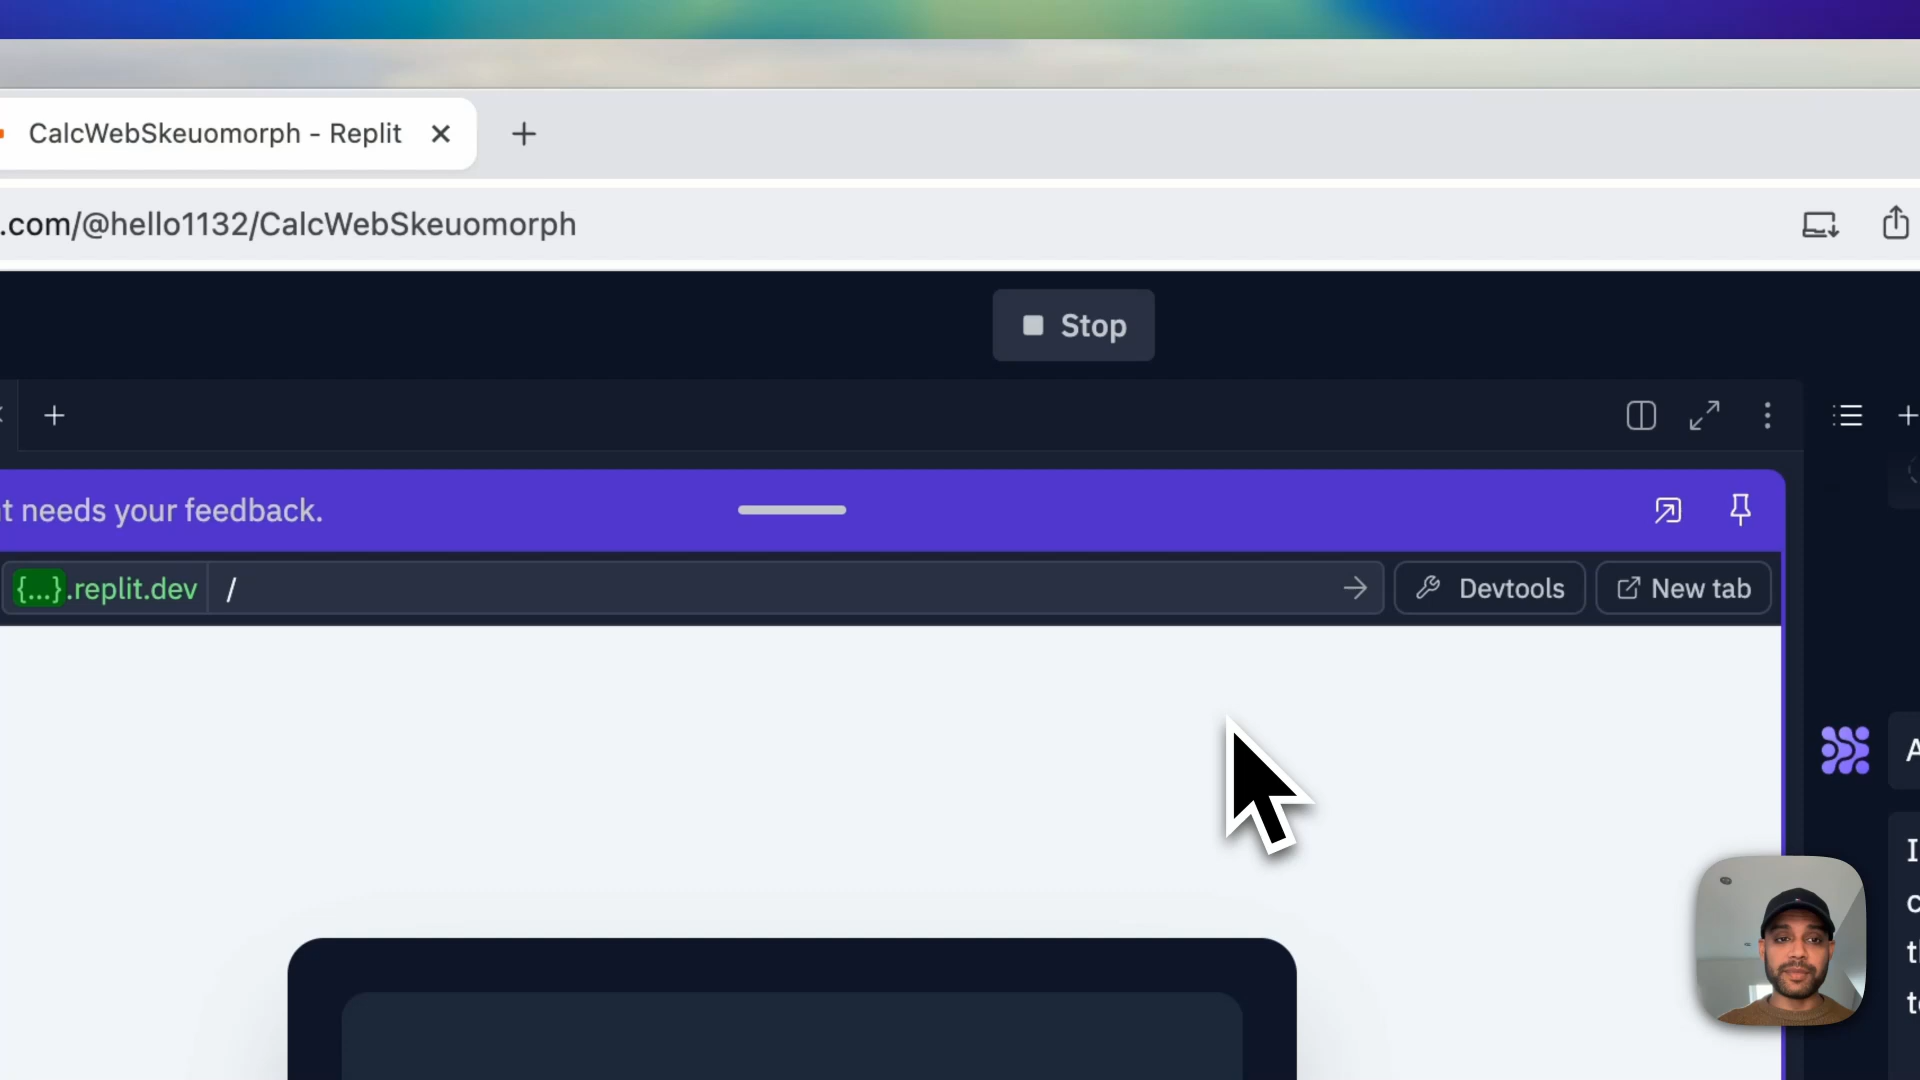 CalcWebSkeuomorph - Replit
.com/@hello1132/CalcWebSkeuomorph
Stop
t needs your feedback.
{...}.replit.dev /
Devtools
New tab
A
I